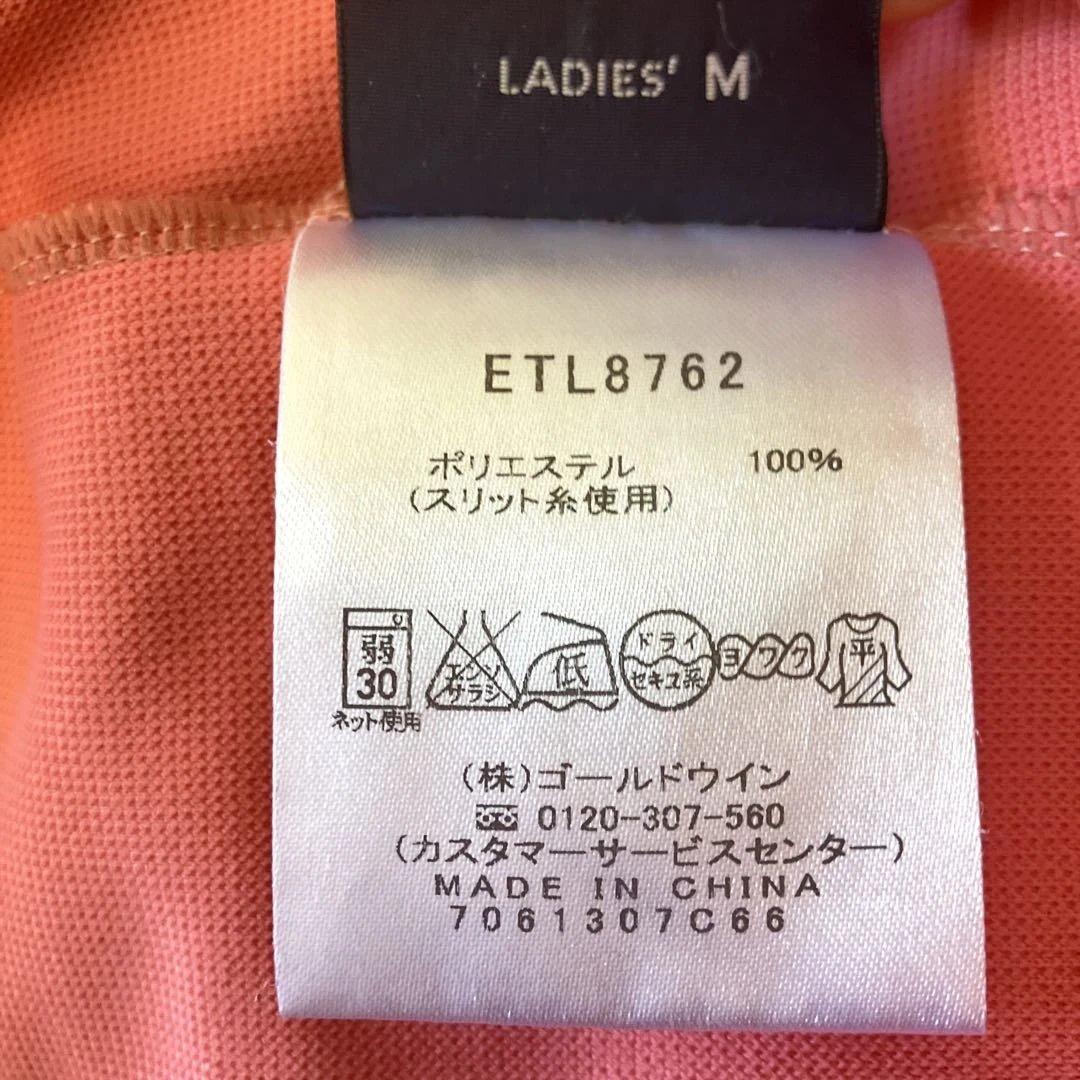 LADIES' M
ETL8762
ポリエステル 100%
(スリット糸使用)
弱 エンソ 低 ドライ ヨワク 平
30 サラシ セキユ系
ネット使用
(株)ゴールドウイン
0120-307-560
(カスタマーサービスセンター)
MADE IN CHINA
7061307C66